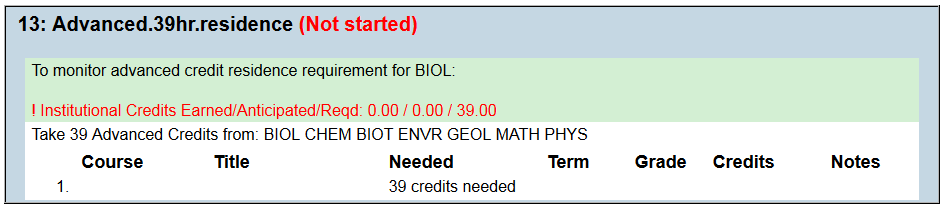 13: Advanced.39hr.residence (Not started)
To monitor advanced credit residence requirement for BIOL:
! Institutional Credits Earned/Anticipated/Reqd: 0.00 / 0.00 / 39.00
Take 39 Advanced Credits from: BIOL CHEM BIOT ENVR GEOL MATH PHYS
Course Title Needed Term Grade Credits Notes
1. 39 credits needed